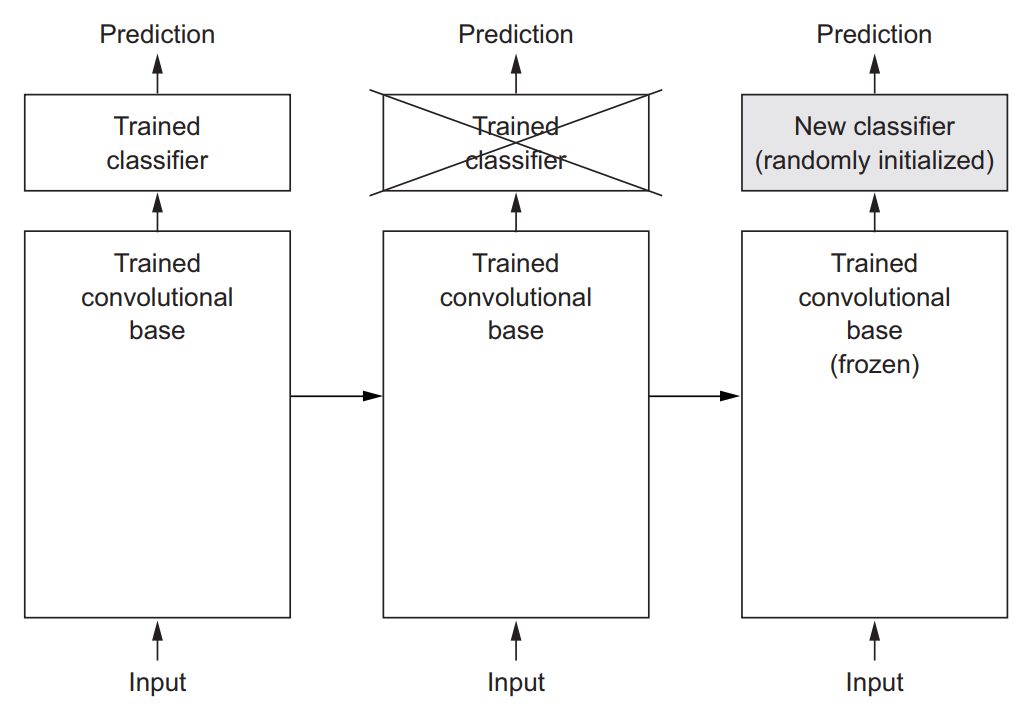 Prediction
Trained
classifier
Trained
convolutional
base
Input
Prediction
Trained
classifier
Trained
convolutional
base
Input
Prediction
New classifier
(randomly initialized)
Trained
convolutional
base
(frozen)
Input